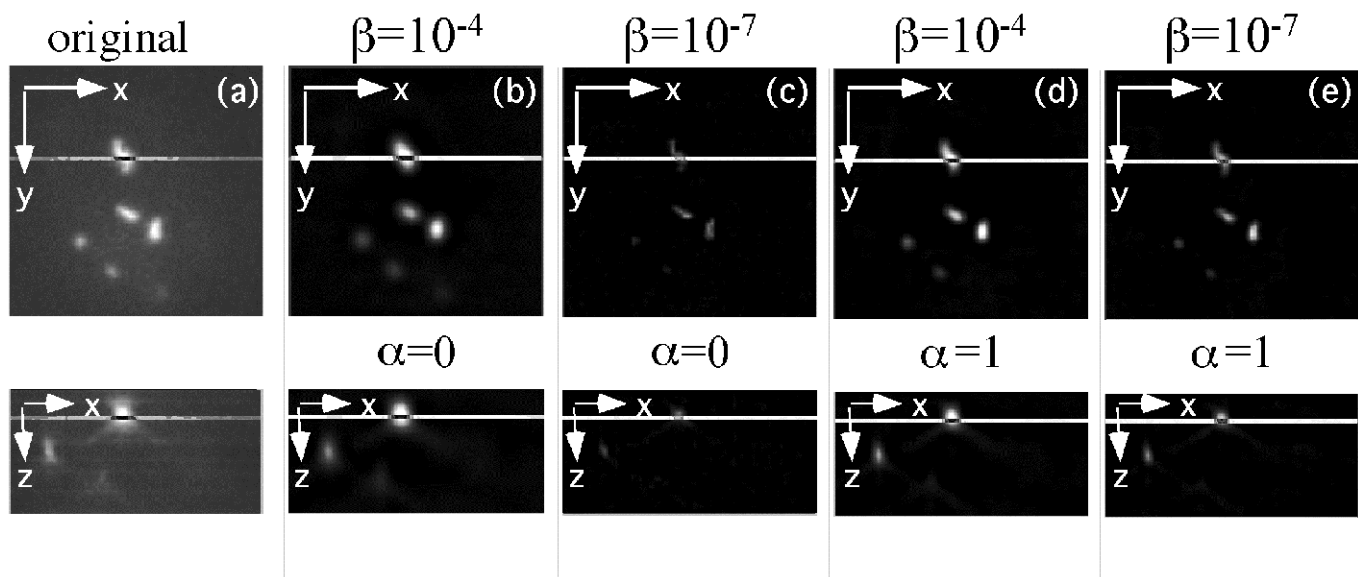 original β=10⁻⁴ β=10⁻⁷ β=10⁻⁴ β=10⁻⁷
x (a) x (b) x (c) x (d) x (e)
y y y y y
α=0 α=0 α=1 α=1
x x x x x
z z z z z